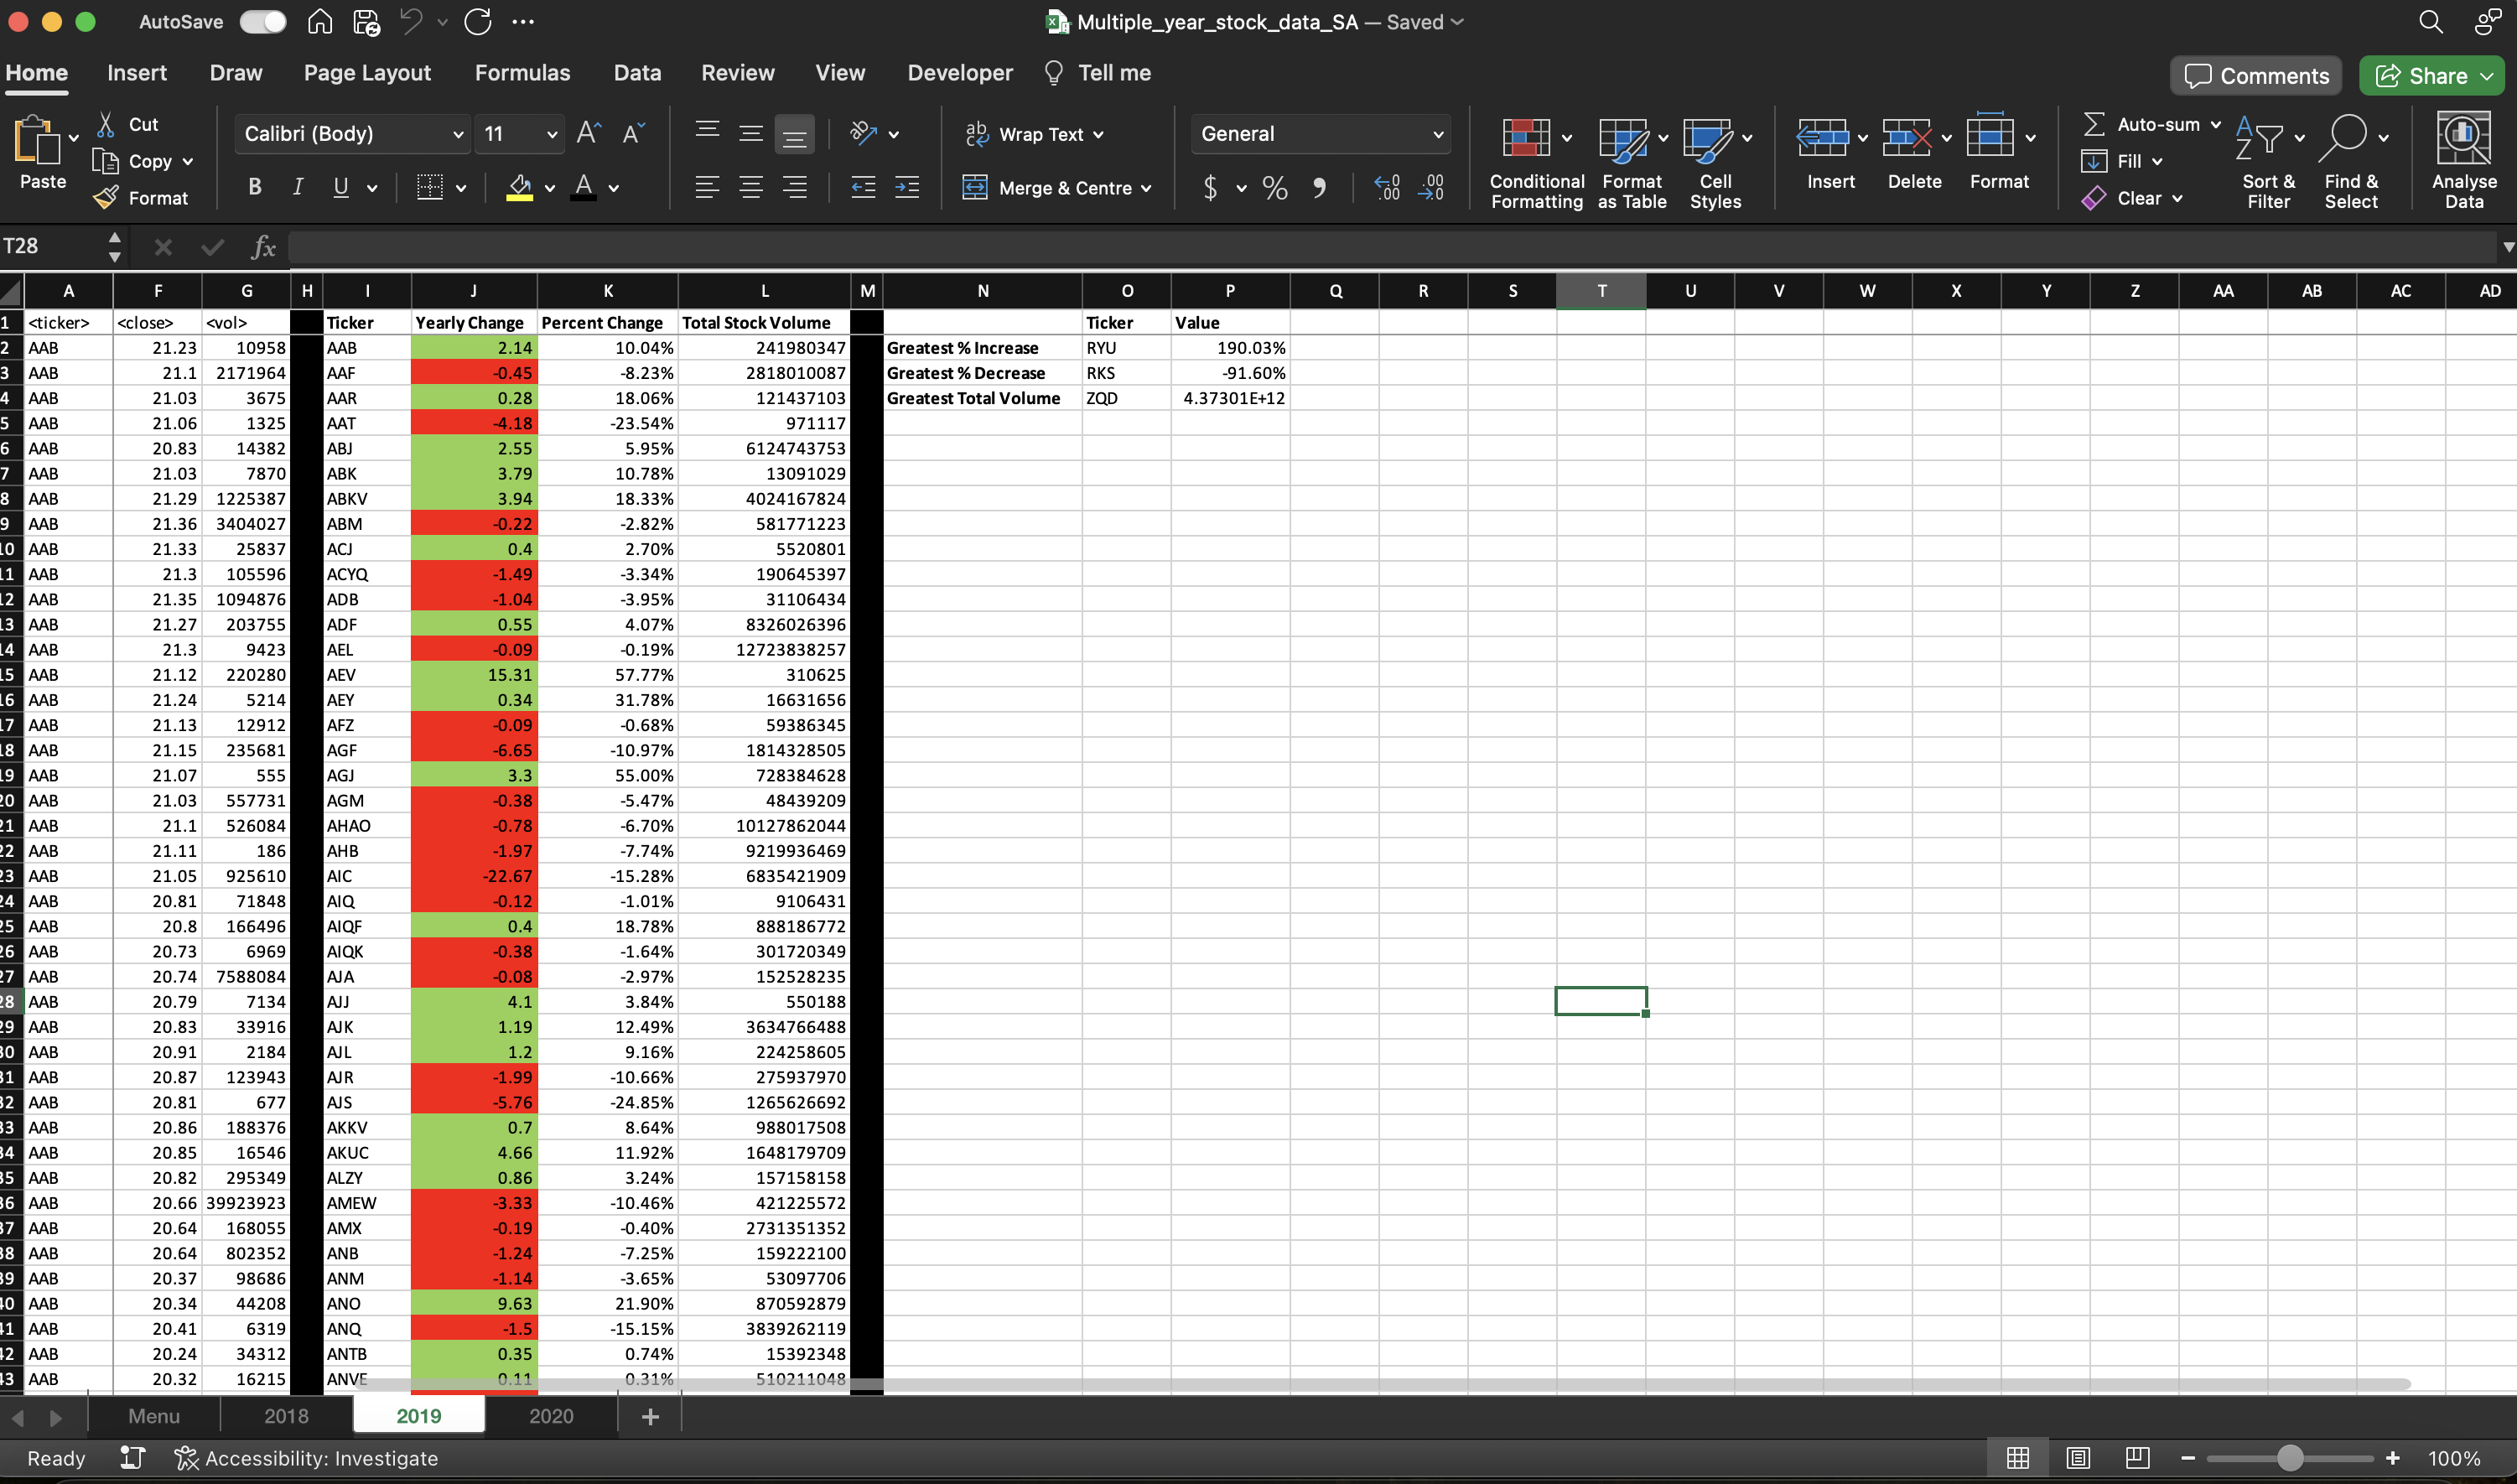 AutoSave Multiple_year_stock_data_SA — Saved
Home Insert Draw Page Layout Formulas Data Review View Developer Tell me Comments Share
Paste Cut Copy Format
Calibri (Body) 11 A^ Aˇ
B I U A
ab Wrap Text
Merge & Centre
General
$ % 9 .0 .00 .00 .0
Conditional Formatting Format as Table Cell Styles
Insert Delete Format
Auto-sum Fill Clear
Sort & Filter Find & Select Analyse Data
T28 fx
A F G H I J K L M N O P Q R S T U V W X Y Z AA AB AC AD
1 <ticker> <close> <vol> Ticker Yearly Change Percent Change Total Stock Volume Ticker Value
2 AAB 21.23 10958 AAB 2.14 10.04% 241980347 Greatest % Increase RYU 190.03%
3 AAB 21.1 2171964 AAF -0.45 -8.23% 2818010087 Greatest % Decrease RKS -91.60%
4 AAB 21.03 3675 AAR 0.28 18.06% 121437103 Greatest Total Volume ZQD 4.37301E+12
5 AAB 21.06 1325 AAT -4.18 -23.54% 971117
6 AAB 20.83 14382 ABJ 2.55 5.95% 6124743753
7 AAB 21.03 7870 ABK 3.79 10.78% 13091029
8 AAB 21.29 1225387 ABKV 3.94 18.33% 4024167824
9 AAB 21.36 3404027 ABM -0.22 -2.82% 581771223
10 AAB 21.33 25837 ACJ 0.4 2.70% 5520801
11 AAB 21.3 105596 ACYQ -1.49 -3.34% 190645397
12 AAB 21.35 1094876 ADB -1.04 -3.95% 31106434
13 AAB 21.27 203755 ADF 0.55 4.07% 8326026396
14 AAB 21.3 9423 AEL -0.09 -0.19% 12723838257
15 AAB 21.12 220280 AEV 15.31 57.77% 310625
16 AAB 21.24 5214 AEY 0.34 31.78% 16631656
17 AAB 21.13 12912 AFZ -0.09 -0.68% 59386345
18 AAB 21.15 235681 AGF -6.65 -10.97% 1814328505
19 AAB 21.07 555 AGJ 3.3 55.00% 728384628
20 AAB 21.03 557731 AGM -0.38 -5.47% 48439209
21 AAB 21.1 526084 AHAO -0.78 -6.70% 10127862044
22 AAB 21.11 186 AHB -1.97 -7.74% 9219936469
23 AAB 21.05 925610 AIC -22.67 -15.28% 6835421909
24 AAB 20.81 71848 AIQ -0.12 -1.01% 9106431
25 AAB 20.8 166496 AIQF 0.4 18.78% 888186772
26 AAB 20.73 6969 AIQK -0.38 -1.64% 301720349
27 AAB 20.74 7588084 AJA -0.08 -2.97% 152528235
28 AAB 20.79 7134 AJJ 4.1 3.84% 550188
29 AAB 20.83 33916 AJK 1.19 12.49% 3634766488
30 AAB 20.91 2184 AJL 1.2 9.16% 224258605
31 AAB 20.87 123943 AJR -1.99 -10.66% 275937970
32 AAB 20.81 677 AJS -5.76 -24.85% 1265626692
33 AAB 20.86 188376 AKKV 0.7 8.64% 988017508
34 AAB 20.85 16546 AKUC 4.66 11.92% 1648179709
35 AAB 20.82 295349 ALZY 0.86 3.24% 157158158
36 AAB 20.66 39923923 AMEW -3.33 -10.46% 421225572
37 AAB 20.64 168055 AMX -0.19 -0.40% 2731351352
38 AAB 20.64 802352 ANB -1.24 -7.25% 159222100
39 AAB 20.37 98686 ANM -1.14 -3.65% 53097706
40 AAB 20.34 44208 ANO 9.63 21.90% 870592879
41 AAB 20.41 6319 ANQ -1.5 -15.15% 3839262119
42 AAB 20.24 34312 ANTB 0.35 0.74% 15392348
43 AAB 20.32 16215 ANVE 0.11 0.31% 510211048
Menu 2018 2019 2020 +
Ready Accessibility: Investigate 100%